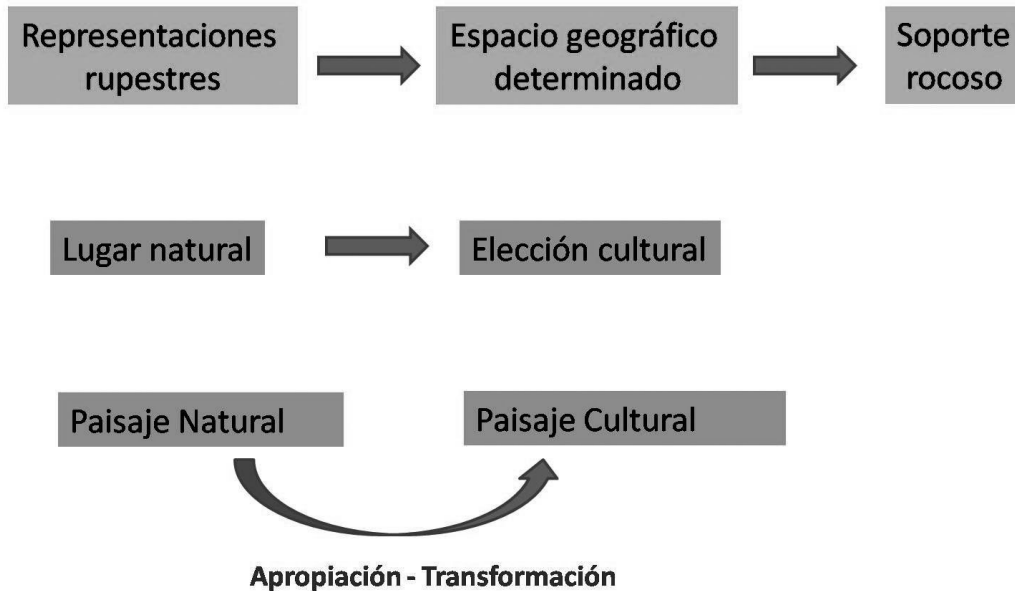 Representaciones
rupestres
Espacio geográfico
determinado
Soporte
rocoso
Lugar natural
Elección cultural
Paisaje Natural
Paisaje Cultural
Apropiación - Transformación